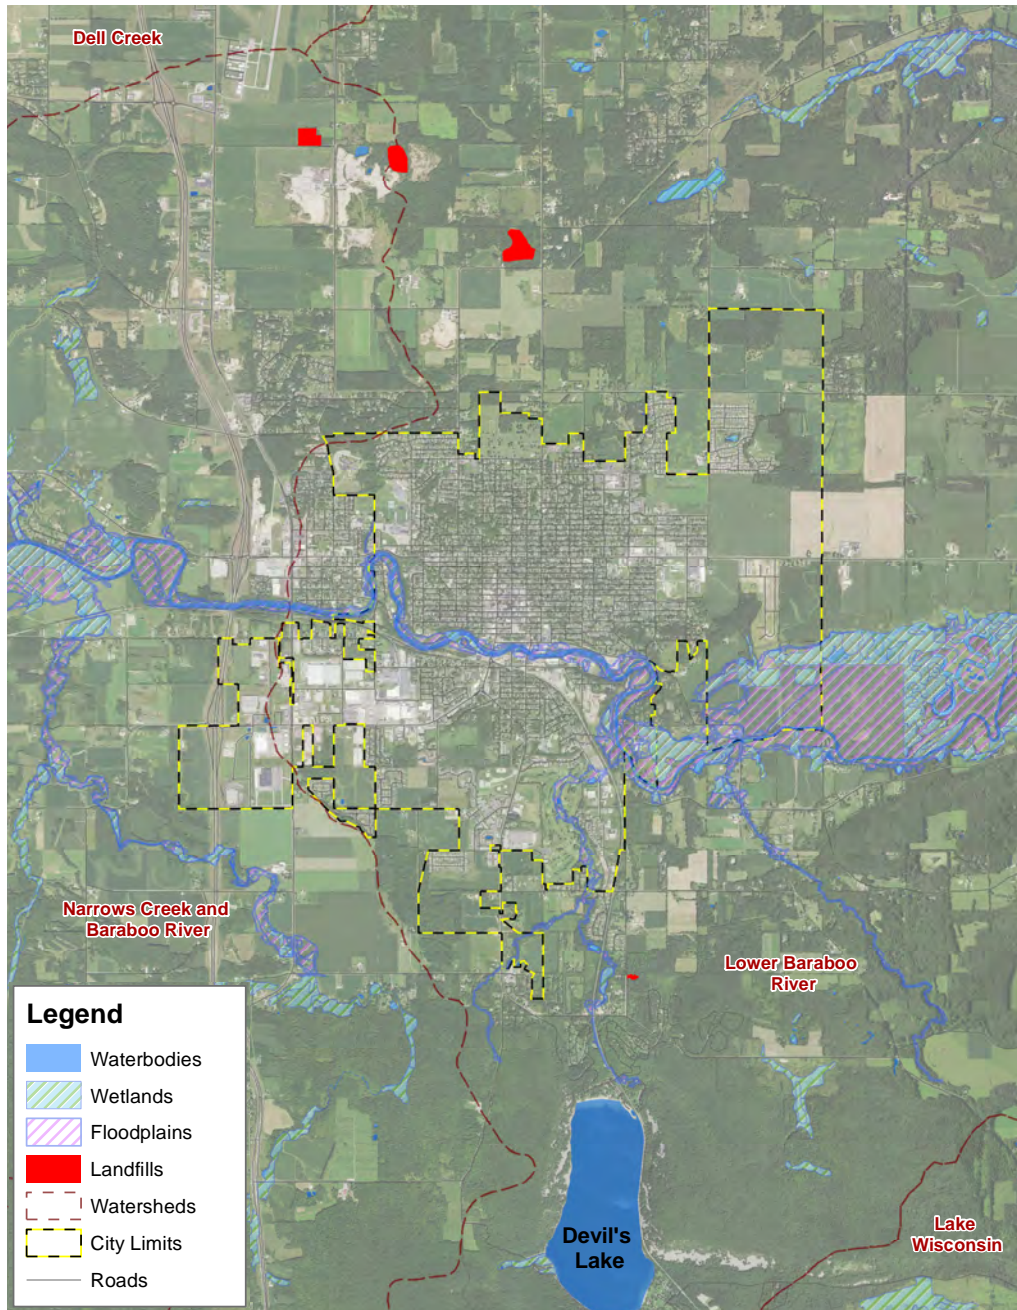 Dell Creek
Narrows Creek and
Baraboo River
Lower Baraboo
River
Legend
Waterbodies
Wetlands
Floodplains
Landfills
Watersheds
City Limits
Roads
Devil's
Lake
Lake
Wisconsin